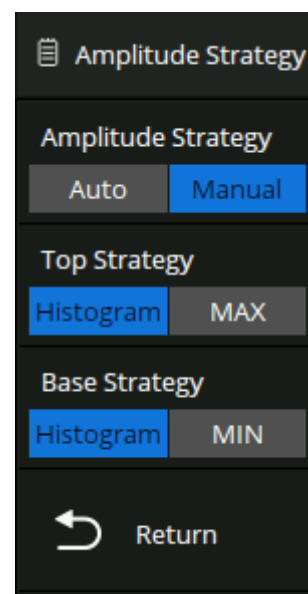 Amplitude Strategy
Amplitude Strategy
Auto Manual
Top Strategy
Histogram MAX
Base Strategy
Histogram MIN
Return